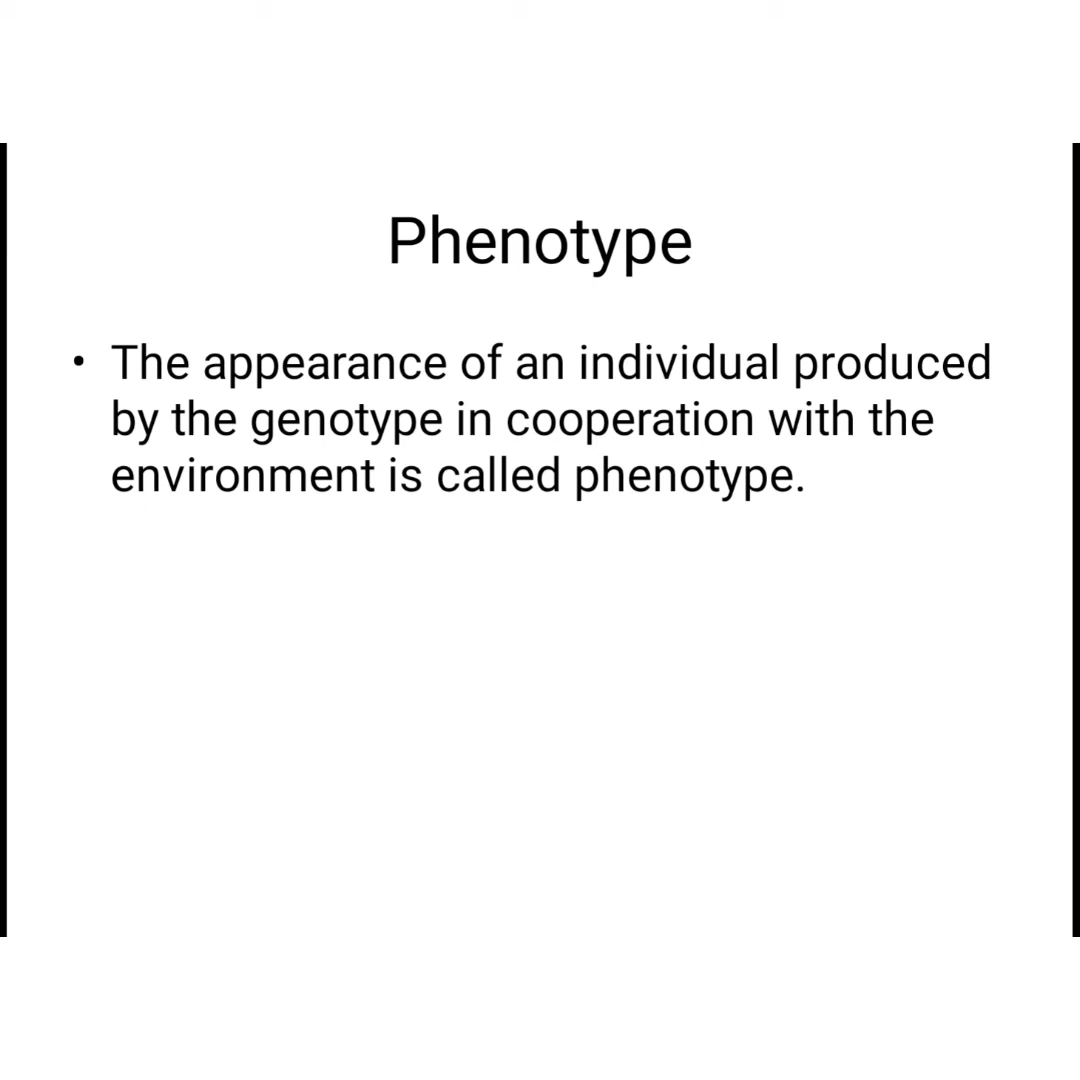 Phenotype
• The appearance of an individual produced
by the genotype in cooperation with the
environment is called phenotype.